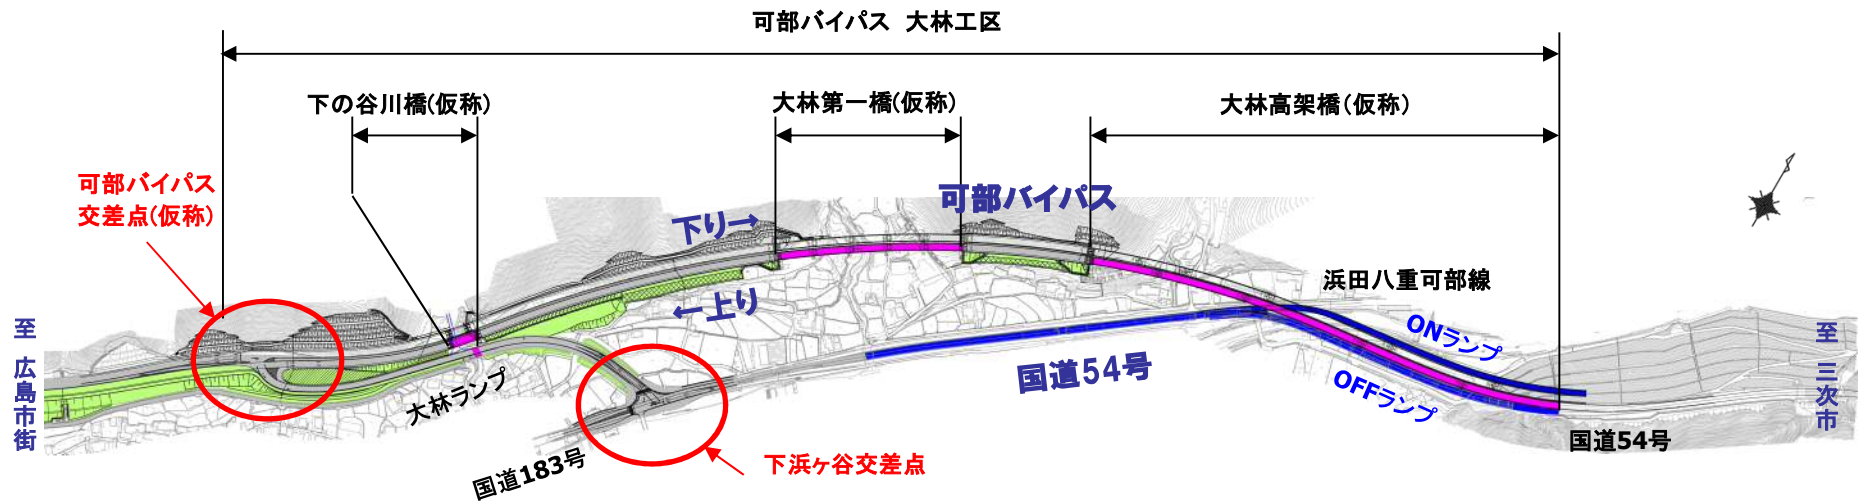 可部バイパス 大林工区
下の谷川橋(仮称)
大林第一橋(仮称)
大林高架橋(仮称)
可部バイパス
交差点(仮称)
可部バイパス
下り→
←上り
浜田八重可部線
ONランプ
OFFランプ
国道54号
大林ランプ
国道183号
下浜ヶ谷交差点
国道54号
至 広島市街
至 三次市